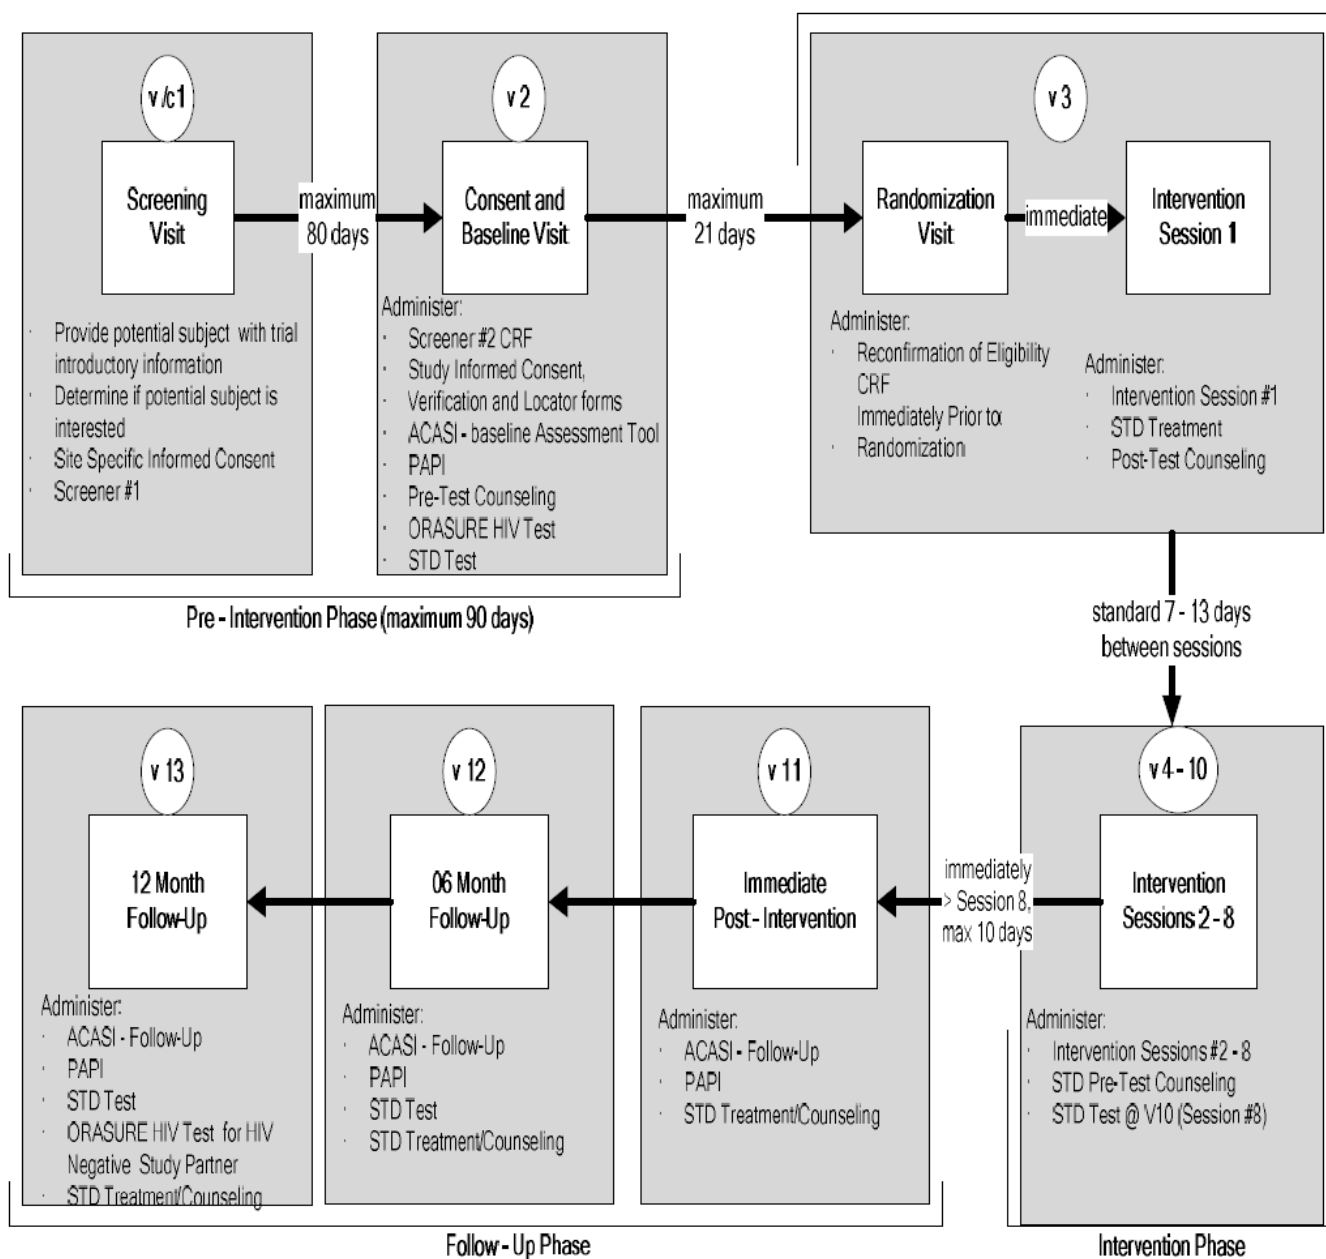 v /c1
Screening
Visit
· Provide potential subject with trial
introductory information
· Determine if potential subject is
interested
· Site Specific Informed Consent
· Screener #1
maximum
80 days
v 2
Consent and
Baseline Visit
Administer:
· Screener #2 CRF
· Study Informed Consent,
· Verification and Locator forms
· ACASI - baseline Assessment Tool
· PAPI
· Pre-Test Counseling
· ORASURE HIV Test
· STD Test
Pre - Intervention Phase (maximum 90 days)
maximum
21 days
v 3
Randomization
Visit
immediate
Intervention
Session 1
Administer:
· Reconfirmation of Eligibility
CRF
Immediately Prior to:
· Randomization
Administer:
· Intervention Session #1
· STD Treatment
· Post-Test Counseling
standard 7 - 13 days
between sessions
v 4 - 10
Intervention
Sessions 2 - 8
Administer:
· Intervention Sessions #2 - 8
· STD Pre-Test Counseling
· STD Test @ V10 (Session #8)
Intervention Phase
immediately
> Session 8,
max 10 days
v 11
Immediate
Post - Intervention
Administer:
· ACASI - Follow-Up
· PAPI
· STD Treatment/Counseling
v 12
06 Month
Follow-Up
Administer:
· ACASI - Follow-Up
· PAPI
· STD Test
· STD Treatment/Counseling
v 13
12 Month
Follow-Up
Administer:
· ACASI - Follow-Up
· PAPI
· STD Test
· ORASURE HIV Test for HIV
Negative Study Partner
· STD Treatment/Counseling
Follow - Up Phase